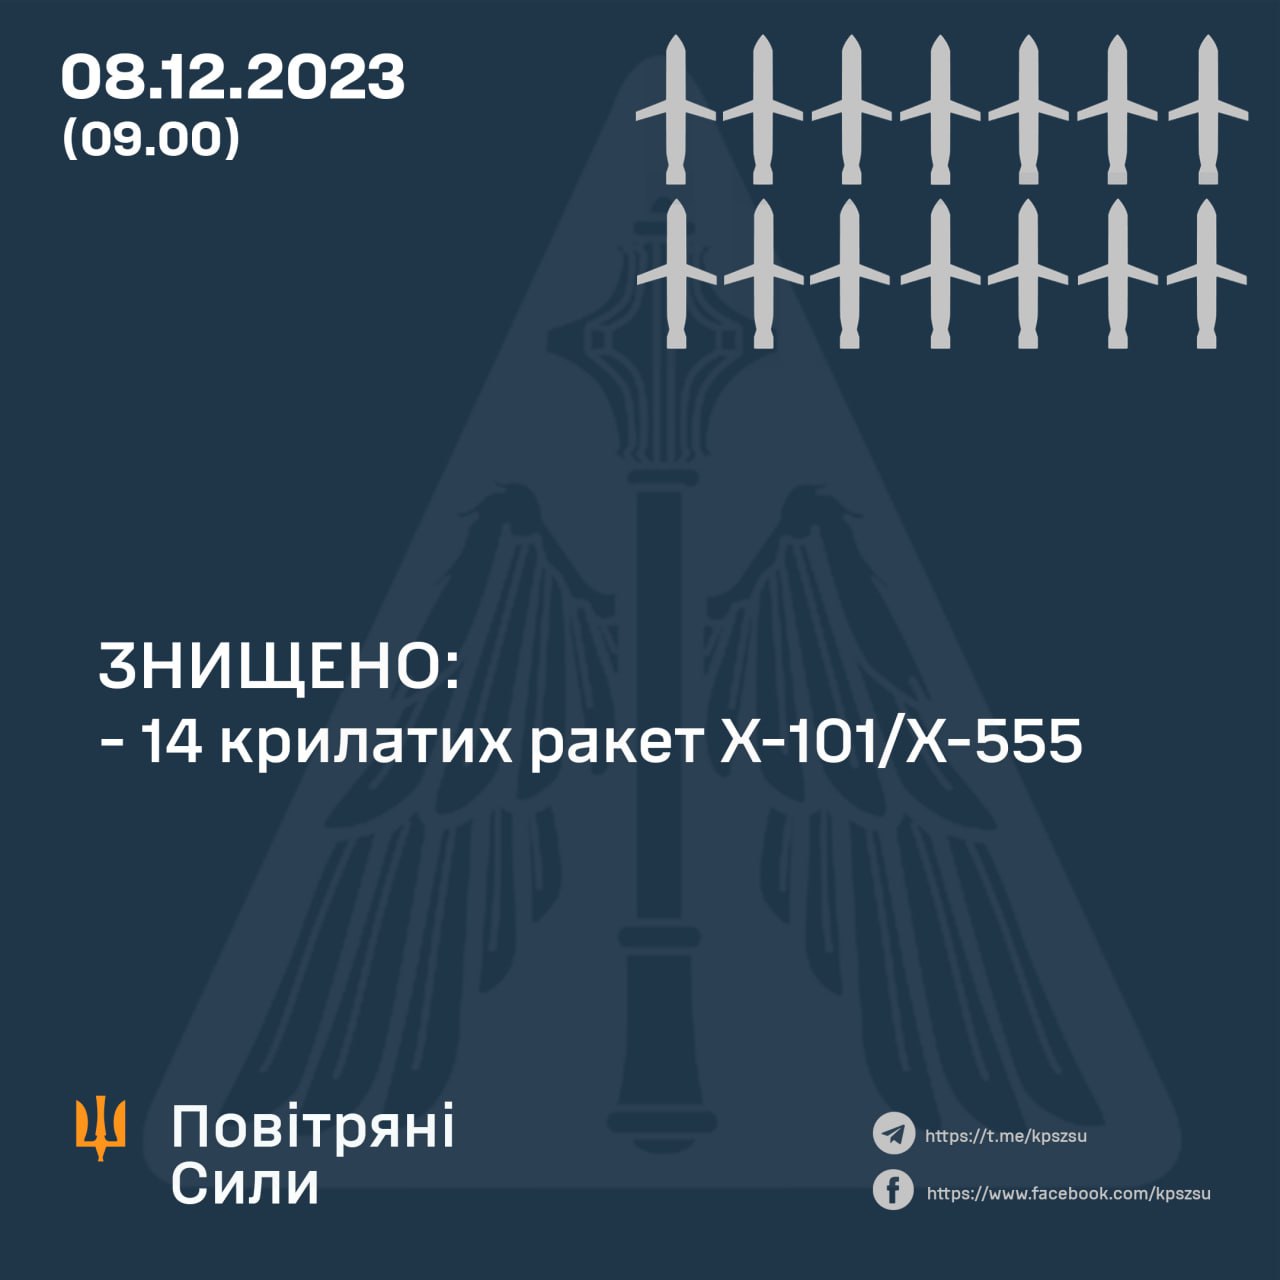 08.12.2023
(09.00)
ЗНИЩЕНО:
- 14 крилатих ракет Х-101/Х-555
Повітряні
Сили
https://t.me/kpszsu
https://www.facebook.com/kpszsu